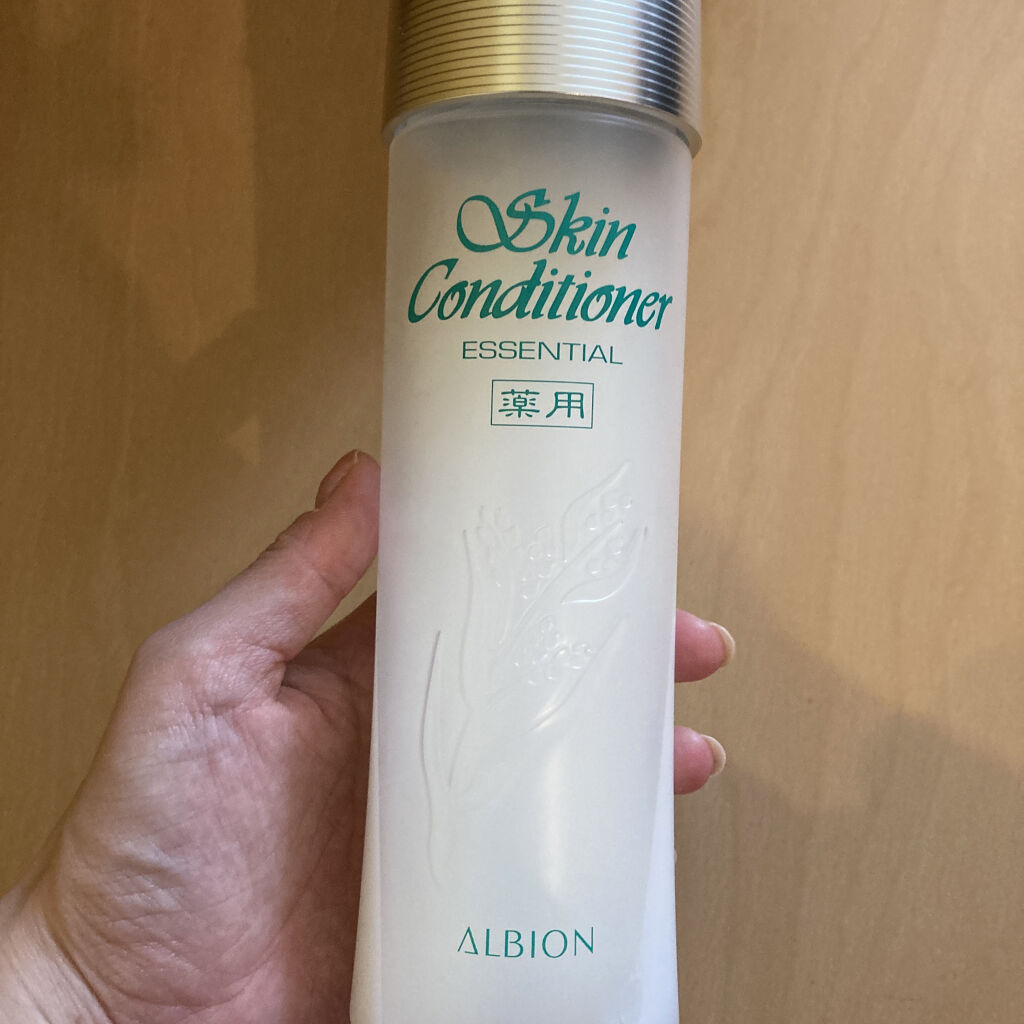 Skin
Conditioner
ESSENTIAL
薬用
ALBION